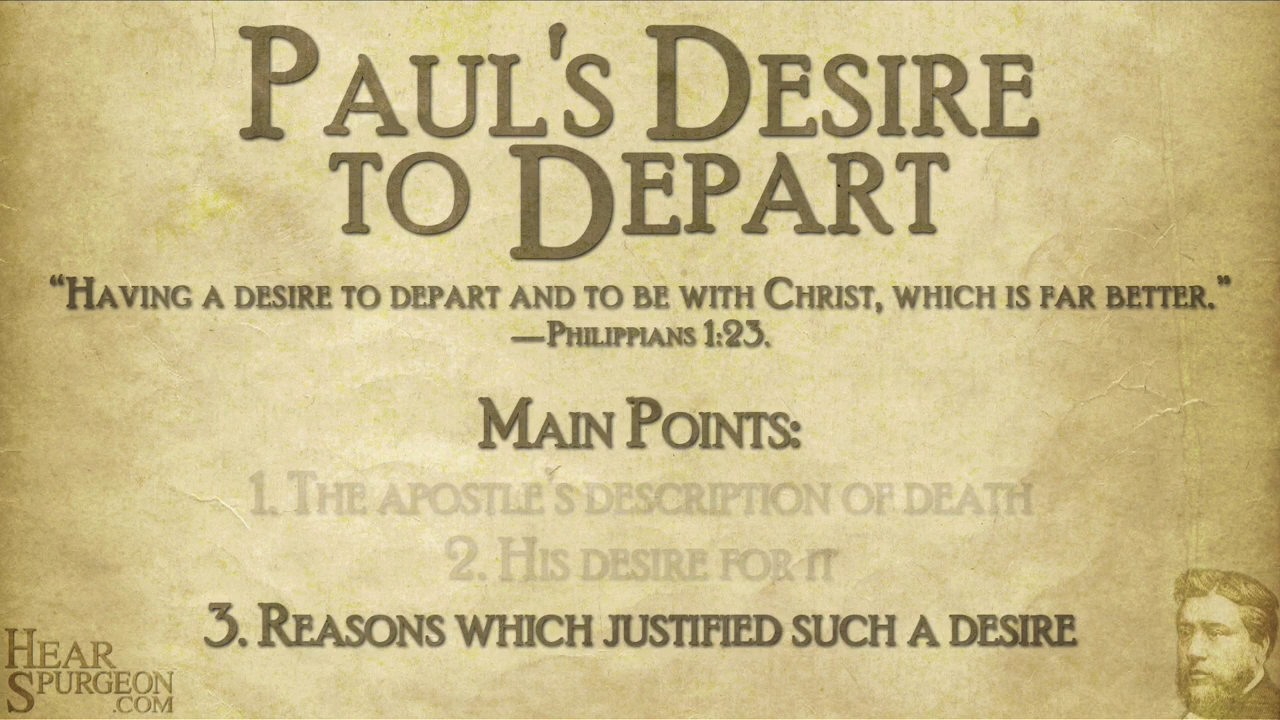 Paul's Desire
to Depart
“Having a desire to depart and to be with Christ, which is far better.”
—Philippians 1:23.
Main Points:
1. The apostle's description of death
2. His desire for it
3. Reasons which justified such a desire
Hear
Spurgeon
.com